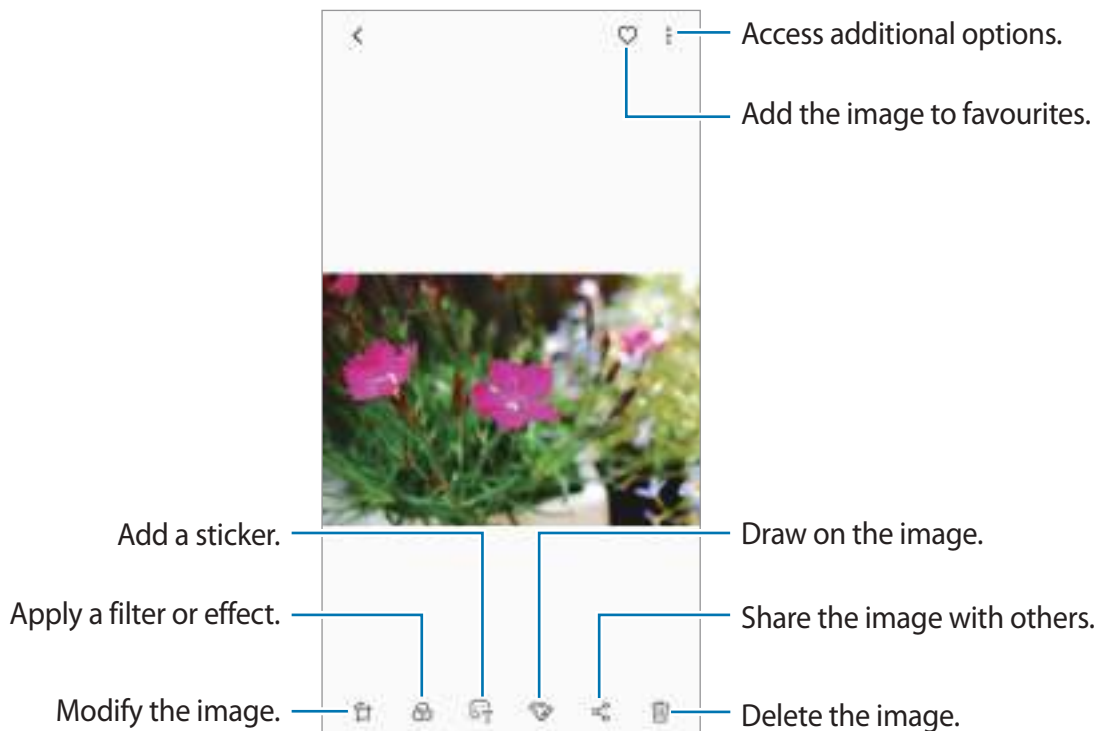 Access additional options.
Add the image to favourites.
Add a sticker.
Draw on the image.
Apply a filter or effect.
Share the image with others.
Modify the image.
Delete the image.